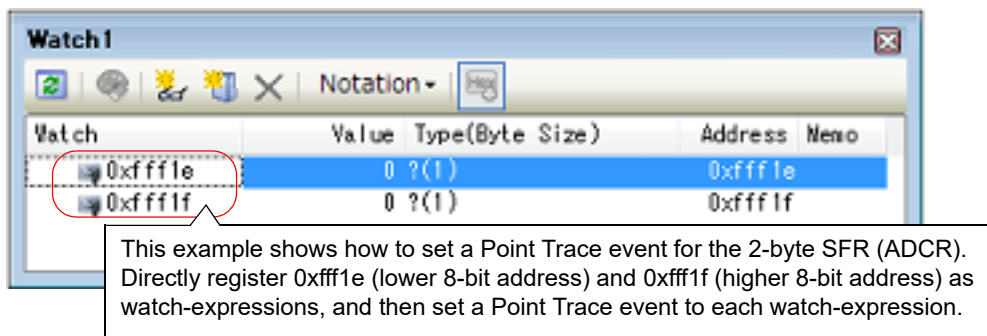 Watch1
Notation
Hex
Watch Value Type(Byte Size) Address Memo
0xfff1e 0 ?(1) 0xfff1e
0xfff1f 0 ?(1) 0xfff1f
This example shows how to set a Point Trace event for the 2-byte SFR (ADCR).
Directly register 0xfff1e (lower 8-bit address) and 0xfff1f (higher 8-bit address) as
watch-expressions, and then set a Point Trace event to each watch-expression.